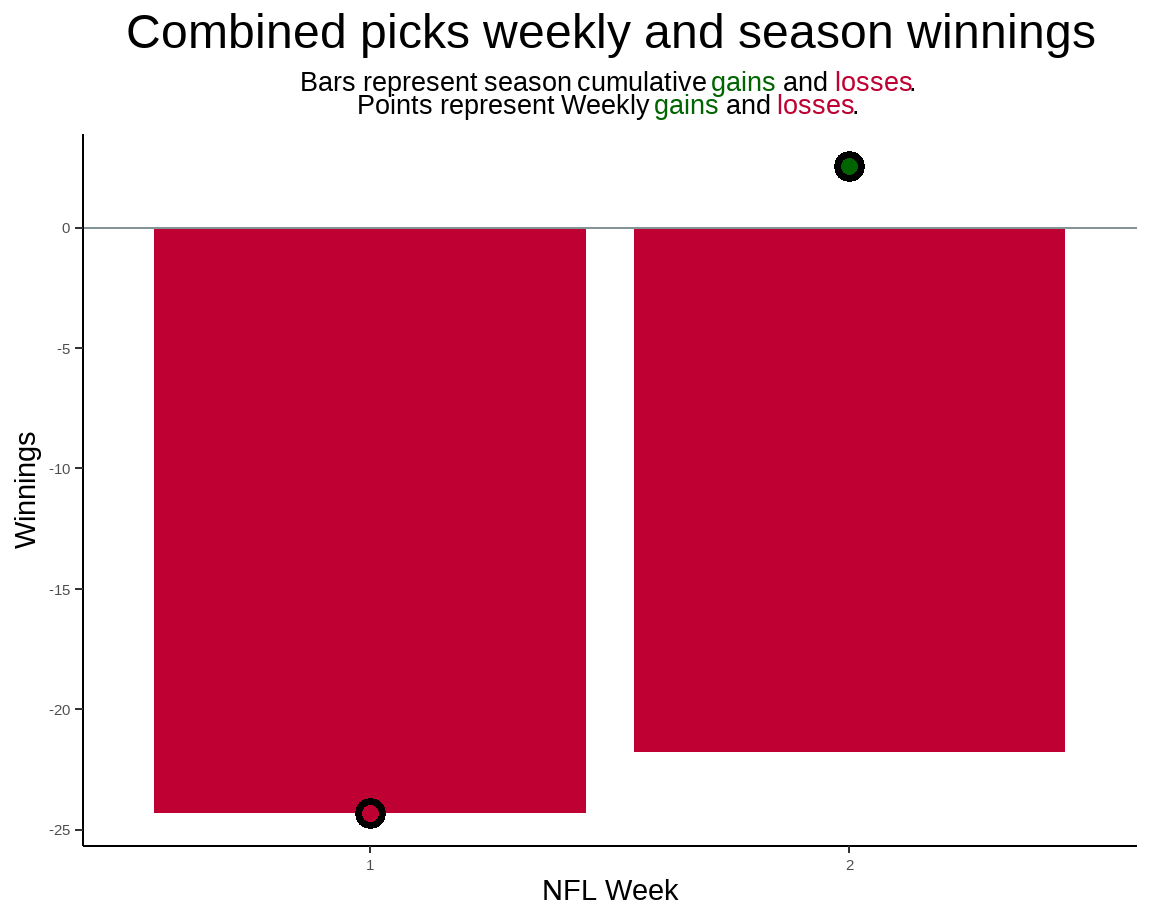 Combined picks weekly and season winnings
Bars represent season cumulative gains and losses.
Points represent Weekly gains and losses.
0
-5
-10
-15
-20
-25
Winnings
1 2
NFL Week